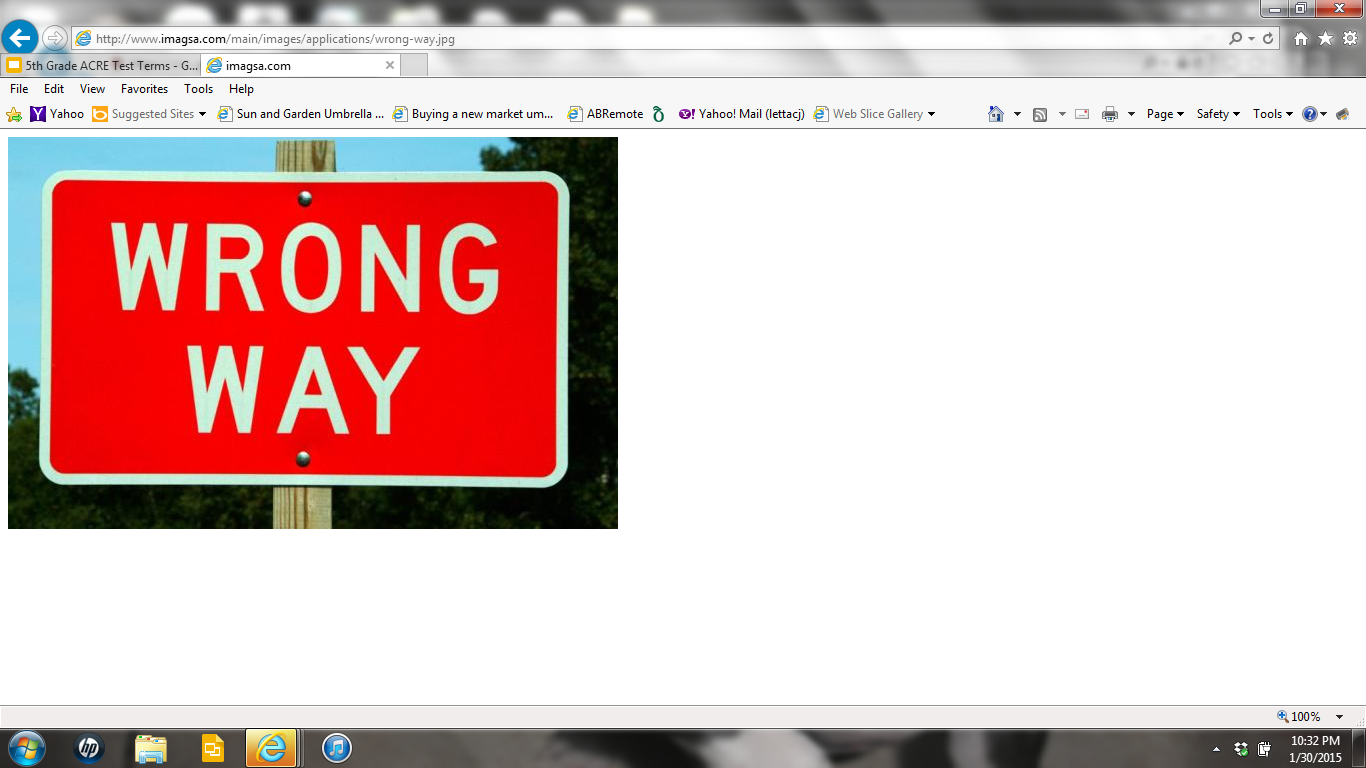 http://www.imagsa.com/main/images/applications/wrong-way.jpg
5th Grade ACRE Test Terms - G...
imagsa.com
File Edit View Favorites Tools Help
Yahoo Suggested Sites Sun and Garden Umbrella ... Buying a new market um... ABRemote Yahoo! Mail (lettacj) Web Slice Gallery Page Safety Tools
WRONG
WAY
100%
hp
10:32 PM
1/30/2015